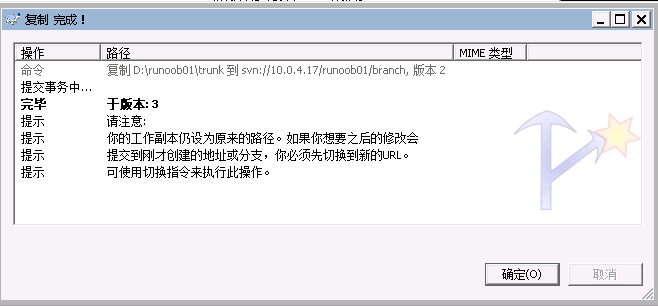 复制 完成！
操作 路径 MIME 类型
命令 复制 D:\runoob01\trunk 到 svn://10.0.4.17/runoob01/branch, 版本 2
提交事务中...
完毕 于版本: 3
提示 请注意:
提示 你的工作副本仍设为原来的路径。如果你想要之后的修改会
提示 提交到刚才创建的地址或分支，你必须先切换到新的URL。
提示 可使用切换指令来执行此操作。
确定(O) 取消